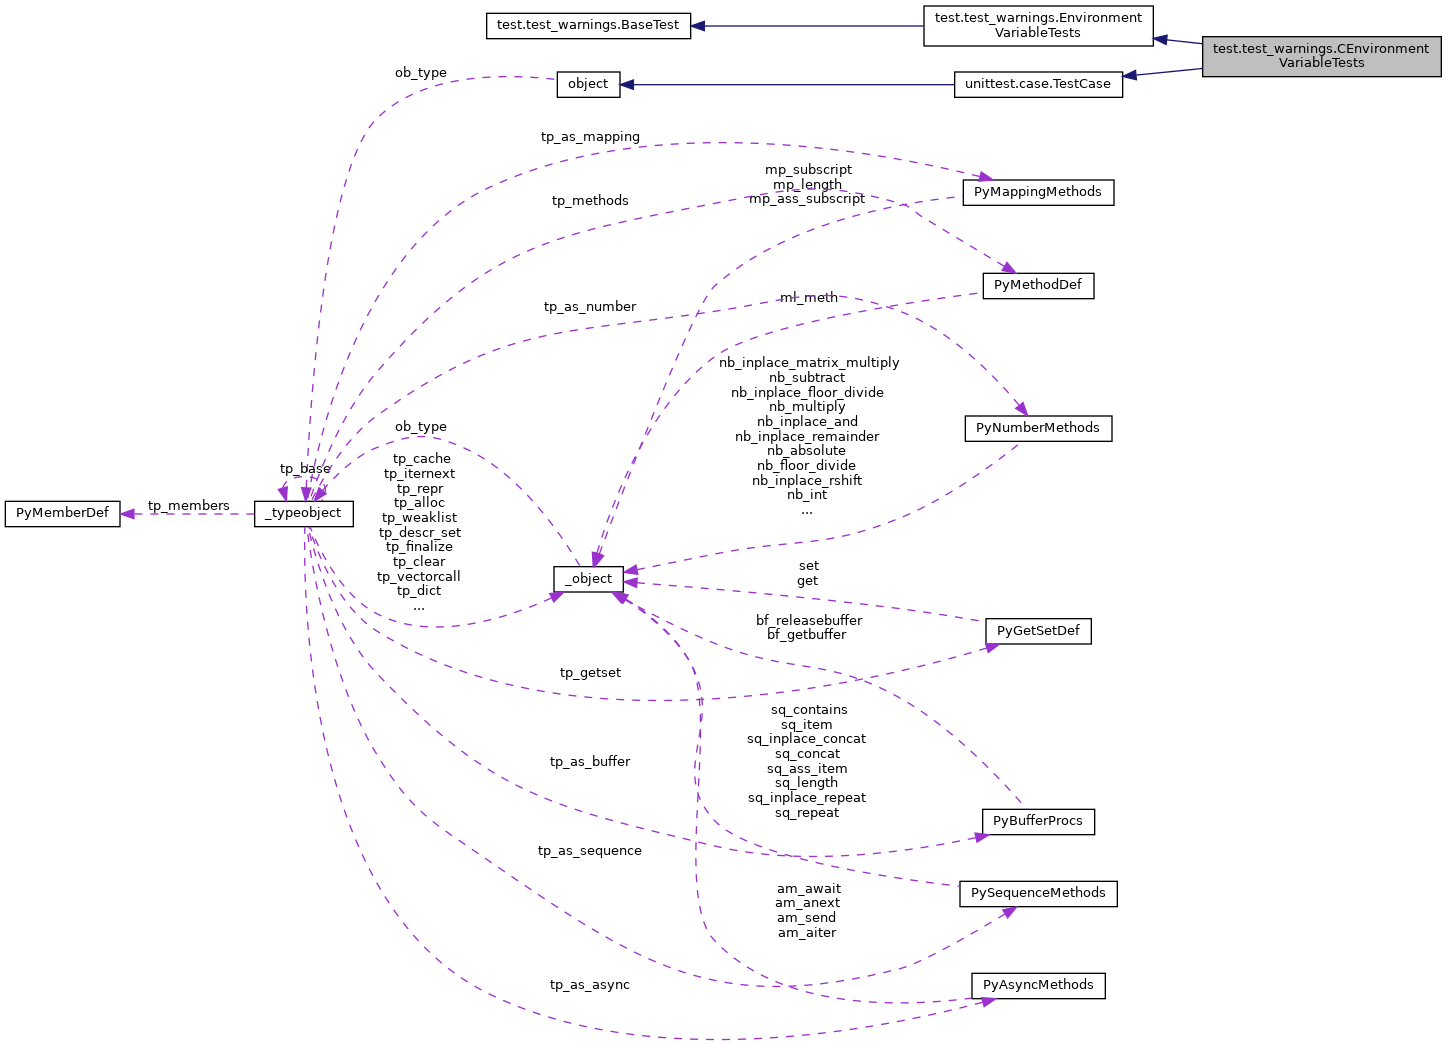 test.test_warnings.BaseTest
test.test_warnings.Environment
VariableTests
test.test_warnings.CEnvironment
VariableTests
ob_type
object
unittest.case.TestCase
tp_as_mapping
mp_subscript
mp_length
mp_ass_subscript
PyMappingMethods
tp_methods
PyMethodDef
tp_as_number
ml_meth
nb_inplace_matrix_multiply
nb_subtract
nb_inplace_floor_divide
nb_multiply
nb_inplace_and
nb_inplace_remainder
nb_absolute
nb_floor_divide
nb_inplace_rshift
nb_int
...
PyNumberMethods
ob_type
tp_cache
tp_iternext
tp_repr
tp_alloc
tp_weaklist
tp_descr_set
tp_finalize
tp_clear
tp_vectorcall
tp_dict
...
tp_base
PyMemberDef
tp_members
_typeobject
_object
set
get
bf_releasebuffer
bf_getbuffer
PyGetSetDef
tp_getset
sq_contains
sq_item
sq_inplace_concat
sq_concat
sq_ass_item
sq_length
sq_inplace_repeat
sq_repeat
tp_as_buffer
PyBufferProcs
tp_as_sequence
PySequenceMethods
am_await
am_anext
am_send
am_aiter
tp_as_async
PyAsyncMethods